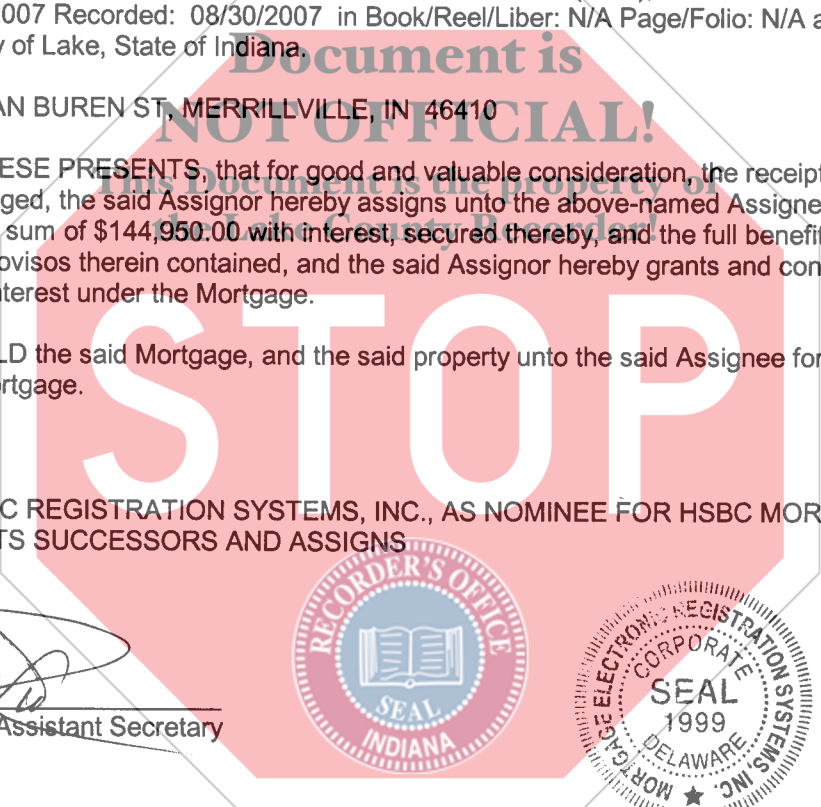 2007 Recorded: 08/30/2007 in Book/Reel/Liber: N/A Page/Folio: N/A a
y of Lake, State of Indiana.
Document is
AN BUREN ST, MERRILLVILLE, IN 46410
NOT OFFICIAL!
ESE PRESENTS, that for good and valuable consideration, the receipt
This Document is the property of
ged, the said Assignor hereby assigns unto the above-named Assigne
the Lake County Recorder!
sum of $144,950.00 with interest, secured thereby, and the full benefit
ovisos therein contained, and the said Assignor hereby grants and con
nterest under the Mortgage.
STOP
LD the said Mortgage, and the said property unto the said Assignee for
rtgage.
C REGISTRATION SYSTEMS, INC., AS NOMINEE FOR HSBC MOR
TS SUCCESSORS AND ASSIGNS
RECORDER'S OFFICE
SEAL
INDIANA
Assistant Secretary
MORTGAGE ELECTRONIC REGISTRATION SYSTEMS, INC.
CORPORATE
SEAL
1999
DELAWARE